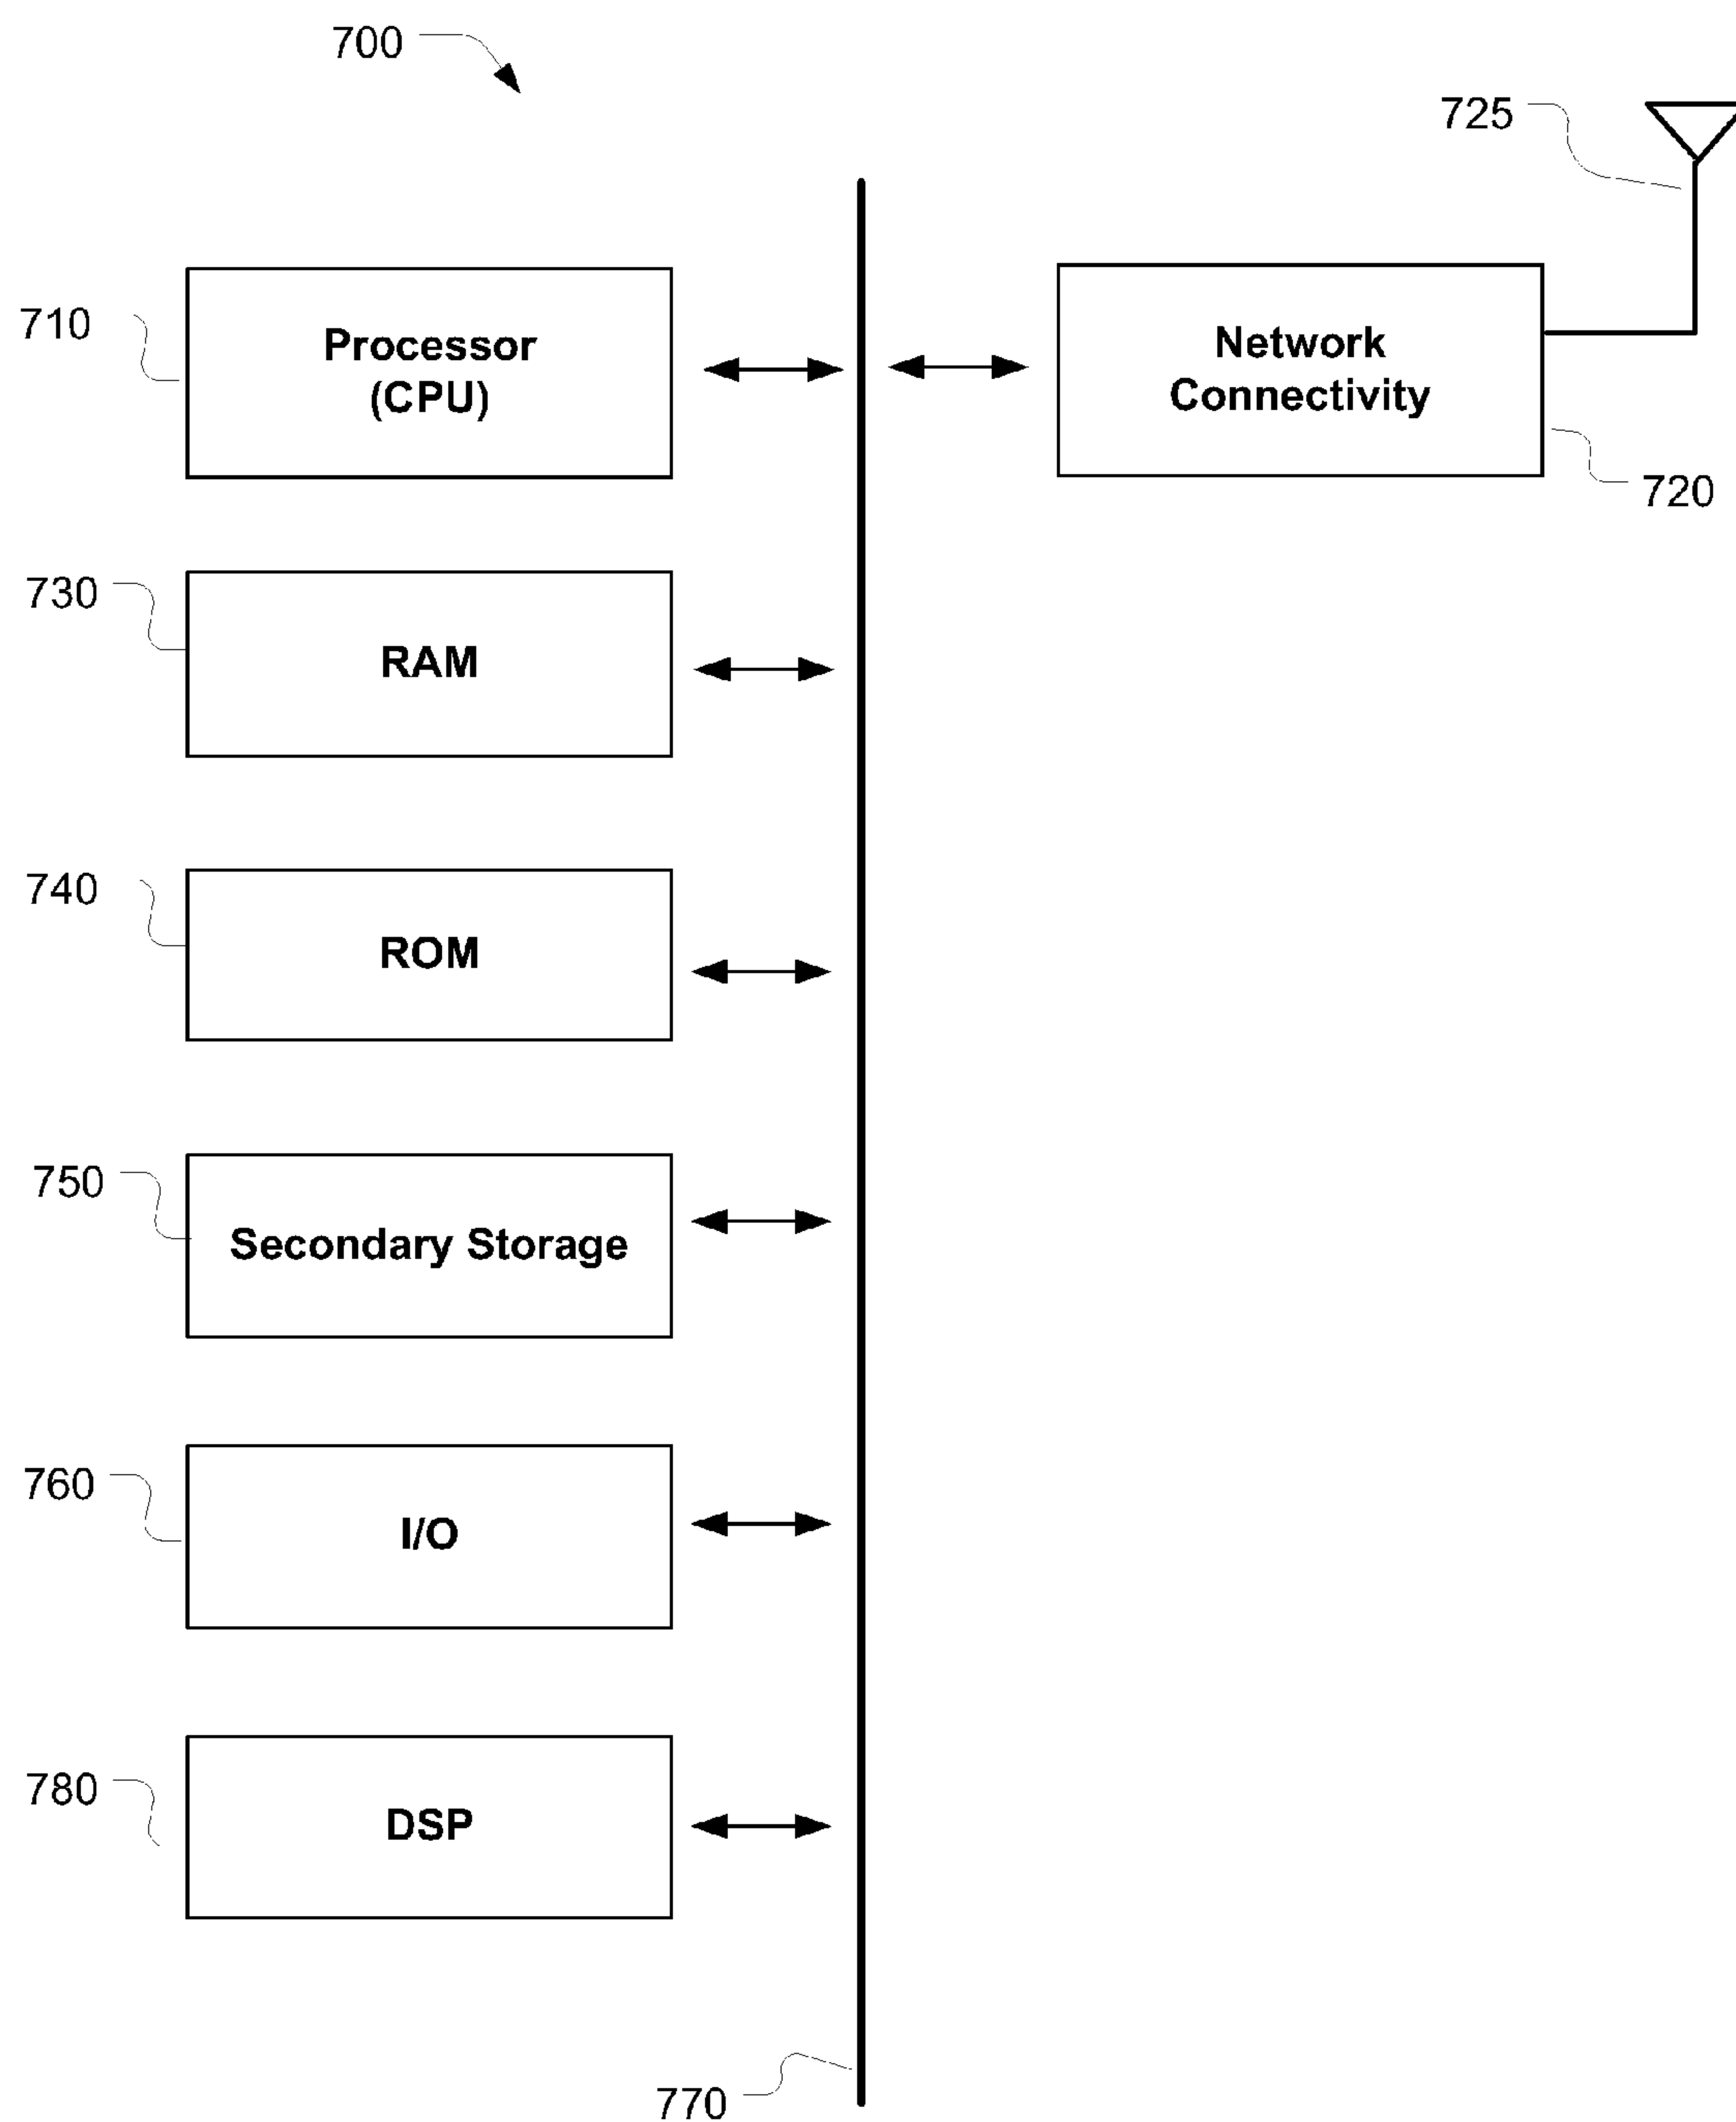 700
725
710
Processor
(CPU)
Network
Connectivity
720
730
RAM
740
ROM
750
Secondary Storage
760
I/O
780
DSP
770